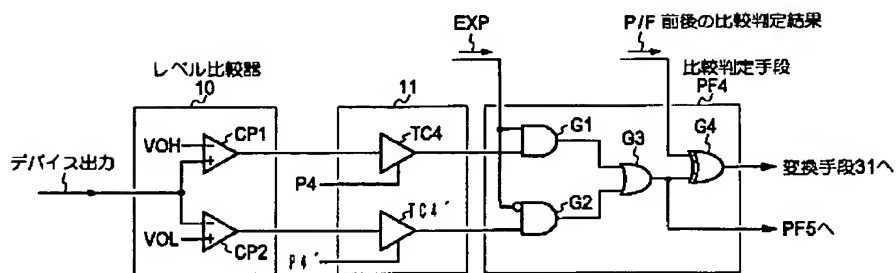 EXP
P/F 前後の比較判定結果
レベル比較器
10
11
比較判定手段
PF4
VOH
CP1
TC4
G1
G3
G4
デバイス出力
P4
変換手段31へ
VOL
CP2
TC4'
G2
P4'
PF5へ